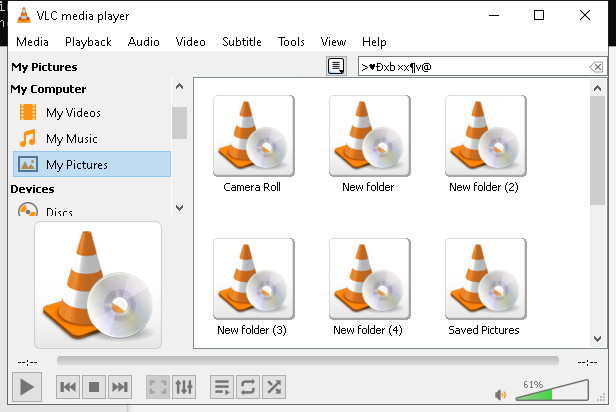 VLC media player
Media Playback Audio Video Subtitle Tools View Help
My Pictures
>♥Ðxb×x¶v@
My Computer
My Videos
My Music
My Pictures
Devices
Discs
Camera Roll New folder New folder (2)
New folder (3) New folder (4) Saved Pictures
--:-- --:--
61%